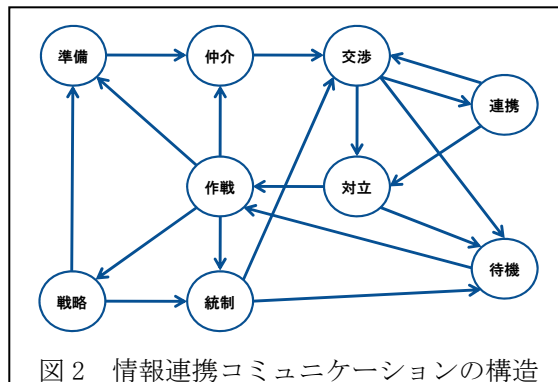 準備
仲介
交渉
連携
作戦
対立
待機
戦略
統制
図2 情報連携コミュニケーションの構造